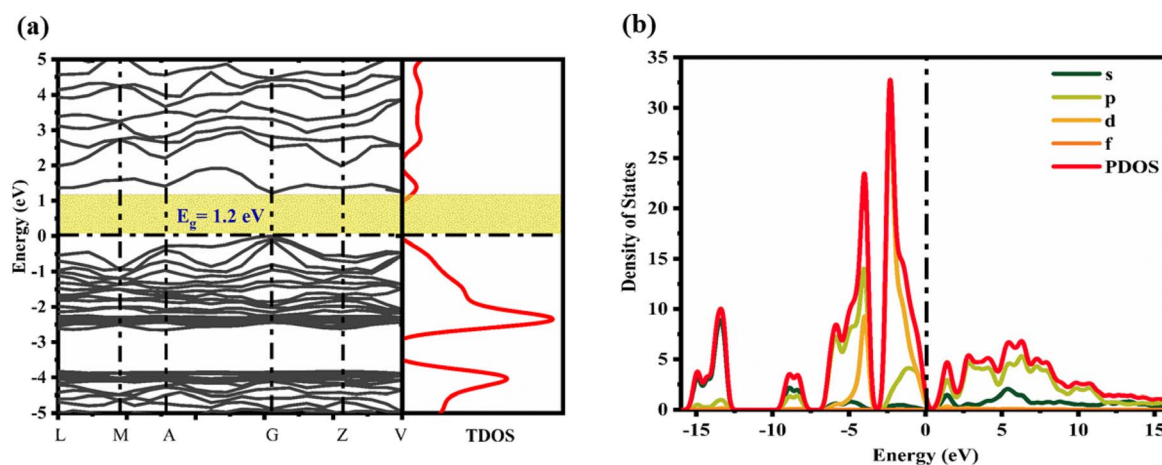 (a)
5
4
3
2
1
0
-1
-2
-3
-4
-5
Energy (eV)
E_g= 1.2 eV
L M A G Z V
TDOS
(b)
35
30
25
20
15
10
5
0
Density of States
s
p
d
f
PDOS
-15 -10 -5 0 5 10 15
Energy (eV)